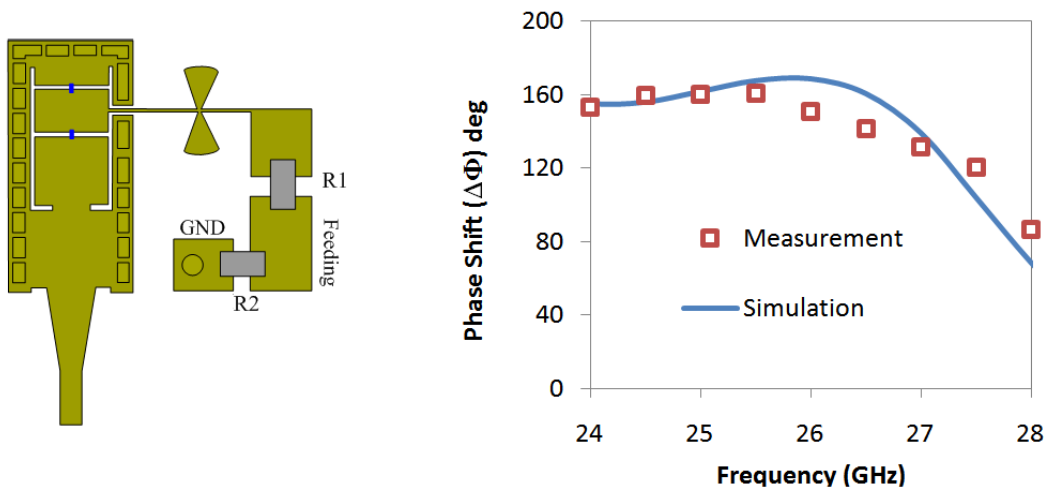 R1
GND
Feeding
R2
200
160
120
80
40
0
Phase Shift (ΔΦ) deg
Measurement
Simulation
24 25 26 27 28
Frequency (GHz)